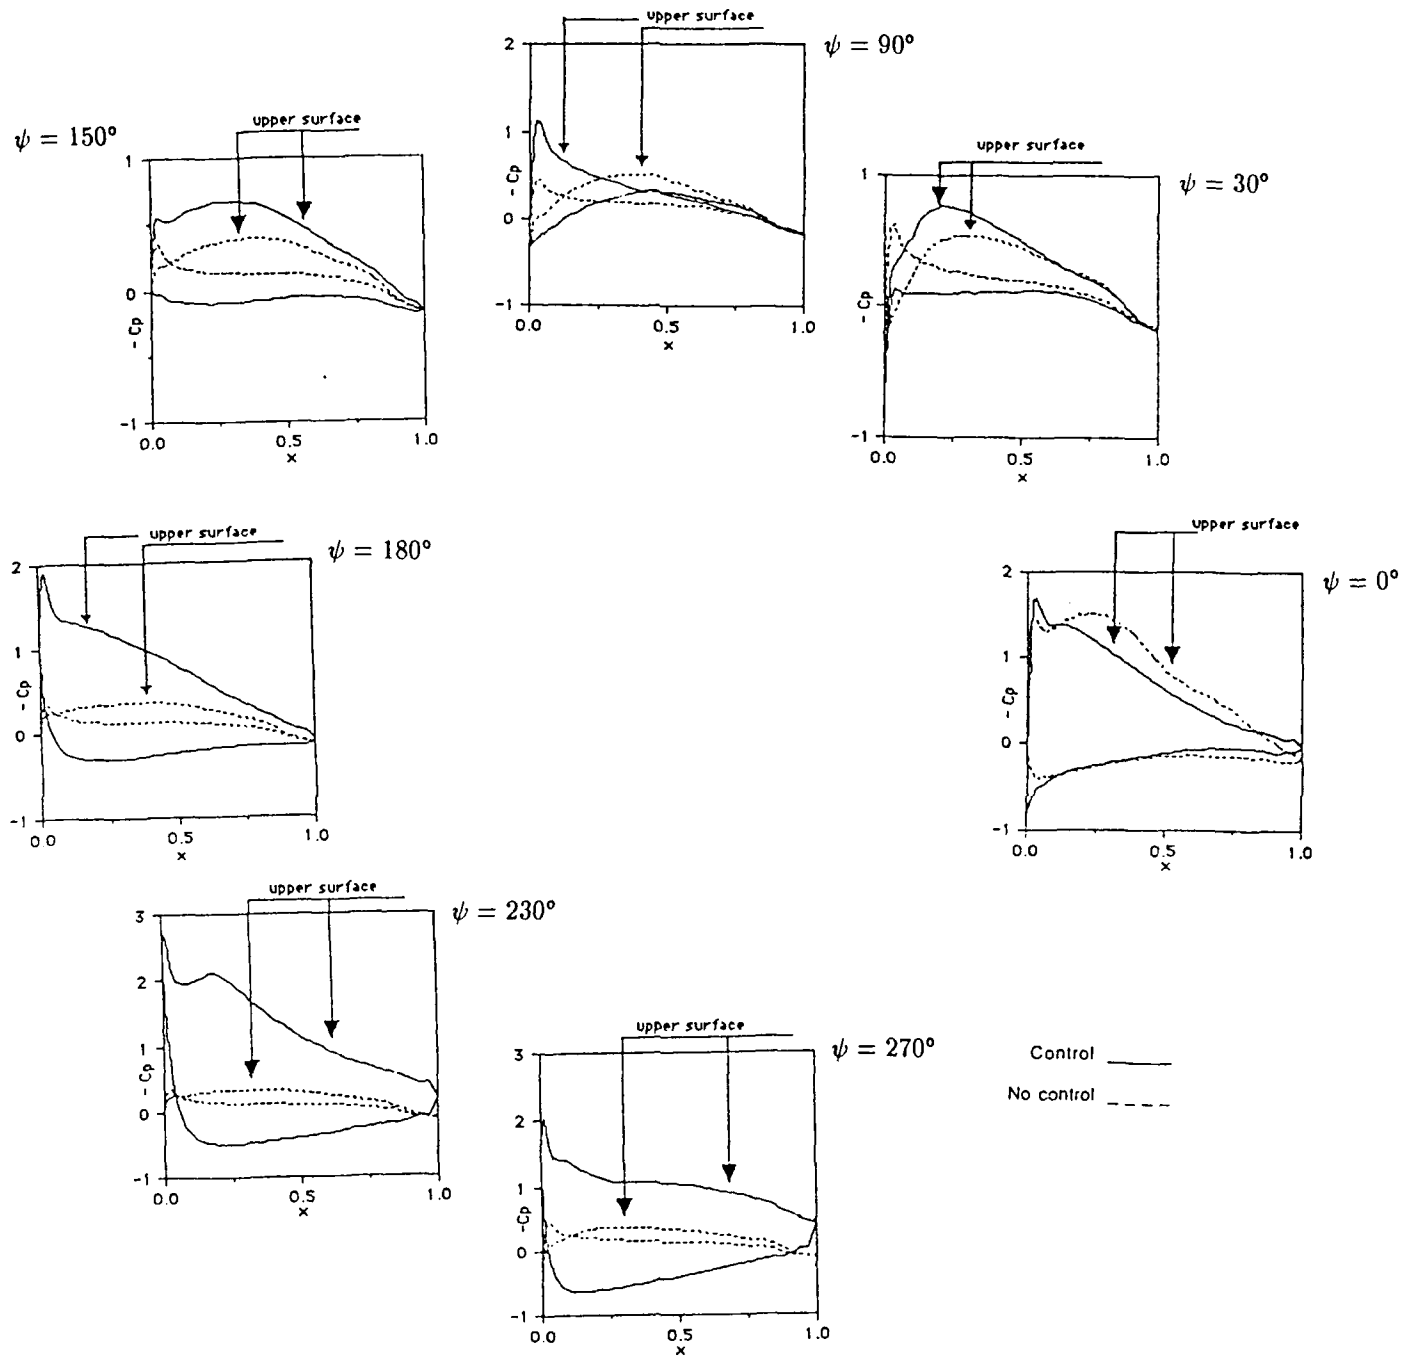 upper surface
ψ = 90°
2
1
0
-1
- Cp
0.0 0.5 1.0
x
upper surface
ψ = 150°
1
0
-1
- Cp
0.0 0.5 1.0
x
upper surface
ψ = 30°
1
-1
- Cp
0.0 0.5 1.0
x
upper surface
ψ = 180°
2
1
0
-1
- Cp
0.0 0.5 1.0
x
upper surface
ψ = 0°
2
1
0
-1
- Cp
0.0 0.5 1.0
x
upper surface
ψ = 230°
3
2
1
0
-1
- Cp
0.0 0.5 1.0
x
upper surface
ψ = 270°
3
2
1
0
-1
- Cp
0.0 0.5 1.0
x
Control
No control